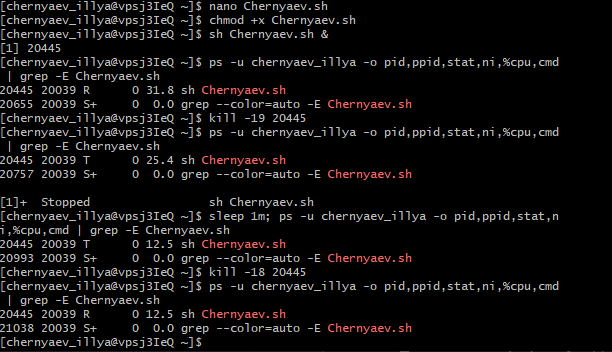 [chernyaev_illya@vpsj3IeQ ~]$ nano Chernyaev.sh
[chernyaev_illya@vpsj3IeQ ~]$ chmod +x Chernyaev.sh
[chernyaev_illya@vpsj3IeQ ~]$ sh Chernyaev.sh &
[1] 20445
[chernyaev_illya@vpsj3IeQ ~]$ ps -u chernyaev_illya -o pid,ppid,stat,ni,%cpu,cmd
 | grep -E Chernyaev.sh
20445 20039 R      0 31.8 sh Chernyaev.sh
20655 20039 S+     0  0.0 grep --color=auto -E Chernyaev.sh
[chernyaev_illya@vpsj3IeQ ~]$ kill -19 20445
[chernyaev_illya@vpsj3IeQ ~]$ ps -u chernyaev_illya -o pid,ppid,stat,ni,%cpu,cmd
 | grep -E Chernyaev.sh
20445 20039 T      0 25.4 sh Chernyaev.sh
20757 20039 S+     0  0.0 grep --color=auto -E Chernyaev.sh

[1]+  Stopped                 sh Chernyaev.sh
[chernyaev_illya@vpsj3IeQ ~]$ sleep 1m; ps -u chernyaev_illya -o pid,ppid,stat,n
i,%cpu,cmd | grep -E Chernyaev.sh
20445 20039 T      0 12.5 sh Chernyaev.sh
20993 20039 S+     0  0.0 grep --color=auto -E Chernyaev.sh
[chernyaev_illya@vpsj3IeQ ~]$ kill -18 20445
[chernyaev_illya@vpsj3IeQ ~]$ ps -u chernyaev_illya -o pid,ppid,stat,ni,%cpu,cmd
 | grep -E Chernyaev.sh
20445 20039 R      0 12.5 sh Chernyaev.sh
21038 20039 S+     0  0.0 grep --color=auto -E Chernyaev.sh
[chernyaev_illya@vpsj3IeQ ~]$